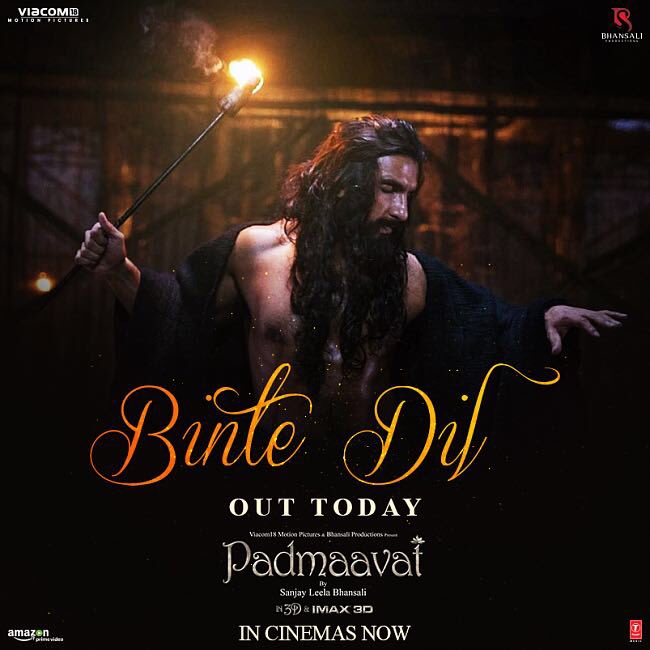 VIACOM18
MOTION PICTURES
BHANSALI
PRODUCTIONS
Binte Dil
OUT TODAY
Viacom18 Motion Pictures & Bhansali Productions Present
Padmaavat
By
Sanjay Leela Bhansali
IN 3D & IMAX 3D
IN CINEMAS NOW
amazon
prime video
T